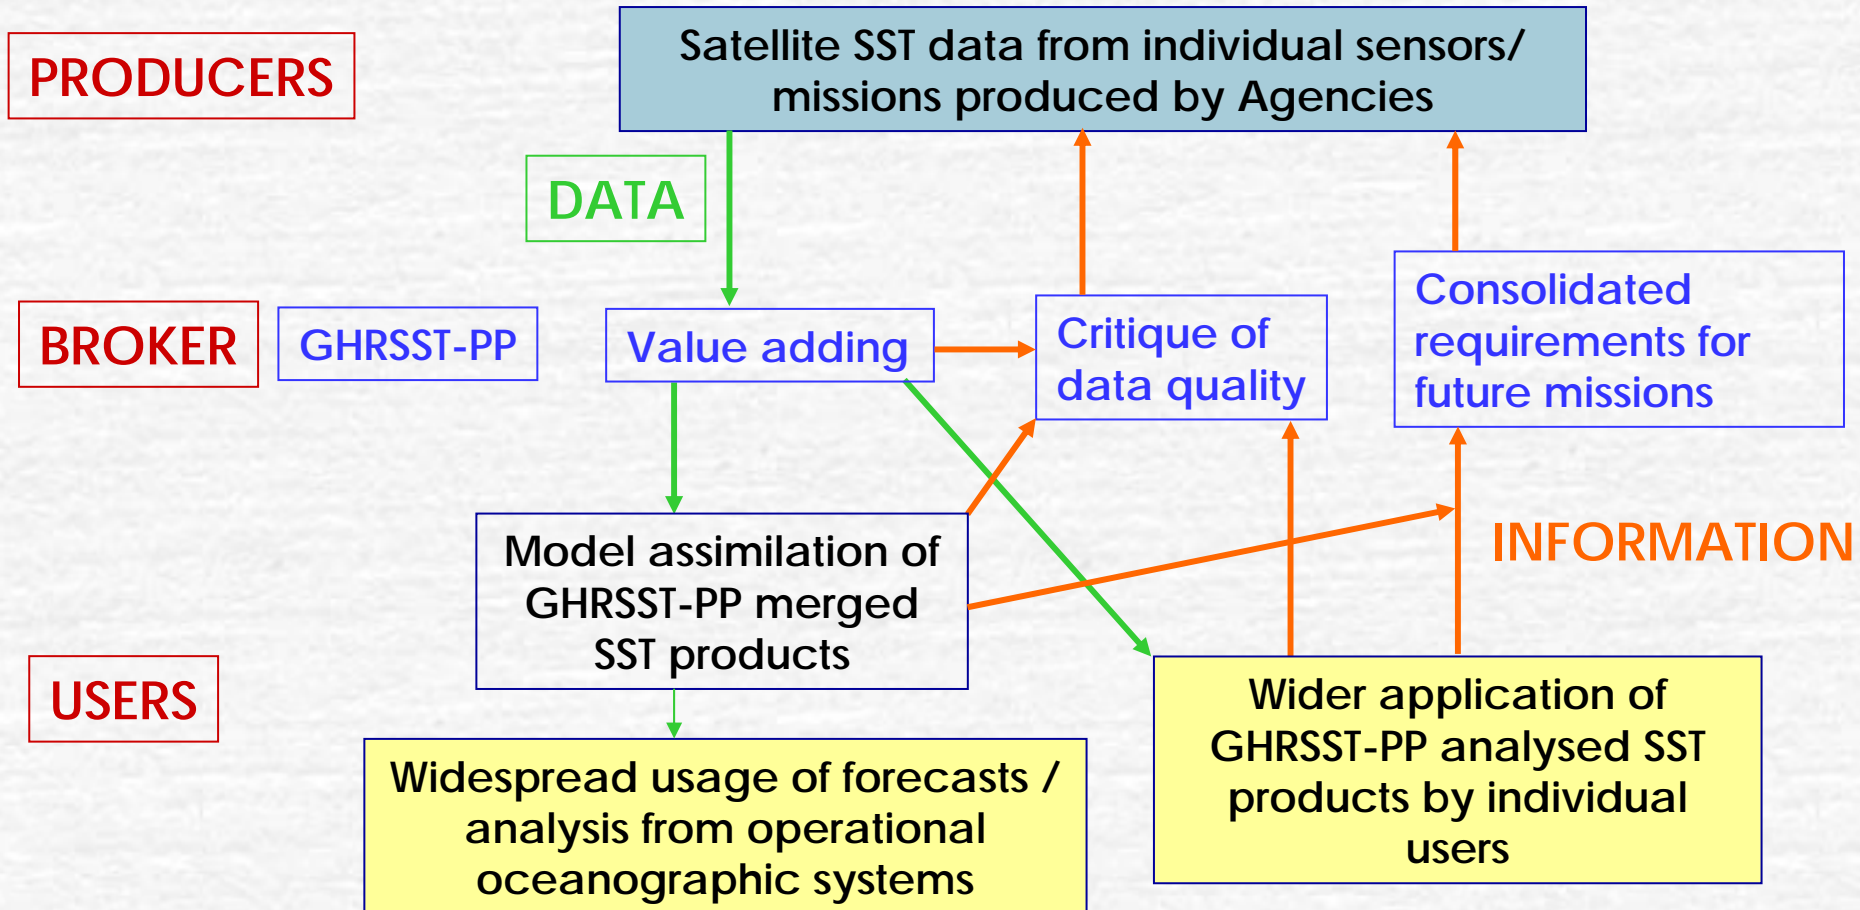 PRODUCERS
Satellite SST data from individual sensors/
missions produced by Agencies
DATA
BROKER
GHRSST-PP
Value adding
Critique of
data quality
Consolidated
requirements for
future missions
INFORMATION
USERS
Model assimilation of
GHRSST-PP merged
SST products
Wider application of
GHRSST-PP analysed SST
products by individual
users
Widespread usage of forecasts /
analysis from operational
oceanographic systems